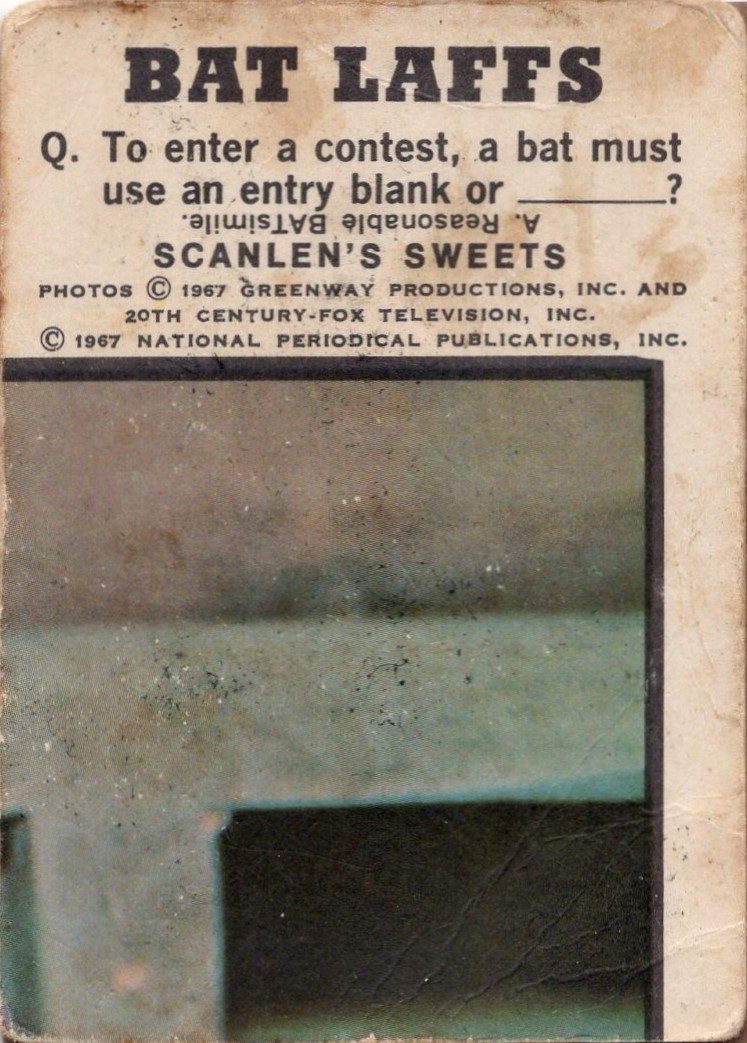 BAT LAFFS
Q. To enter a contest, a bat must
use an entry blank or ________?
A. Reasonable BATsimile.
SCANLEN'S SWEETS
PHOTOS © 1967 GREENWAY PRODUCTIONS, INC. AND
20TH CENTURY-FOX TELEVISION, INC.
© 1967 NATIONAL PERIODICAL PUBLICATIONS, INC.